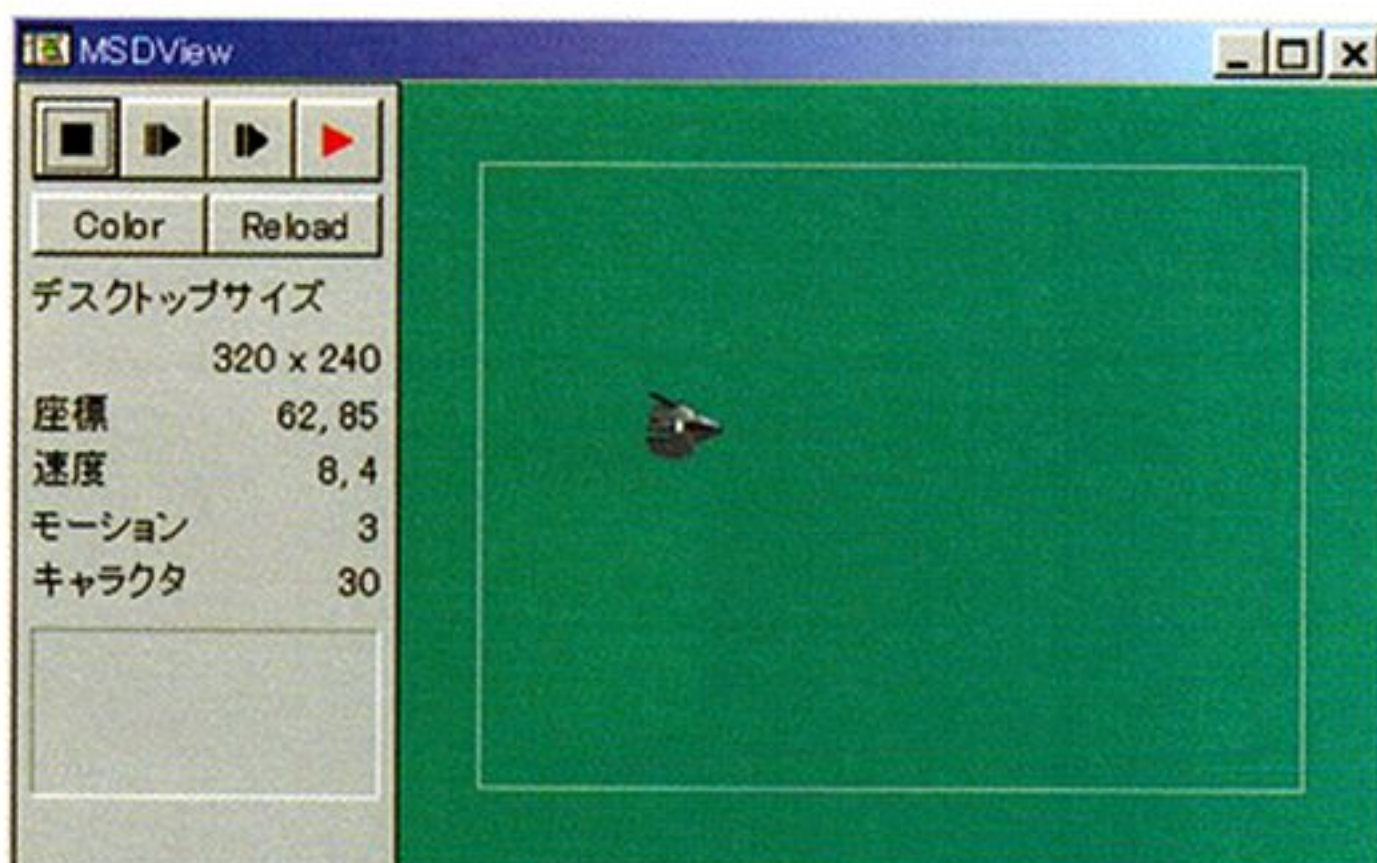 MSDView
Color Reload
デスクトップサイズ
320 x 240
座標 62,85
速度 8,4
モーション 3
キャラクタ 30